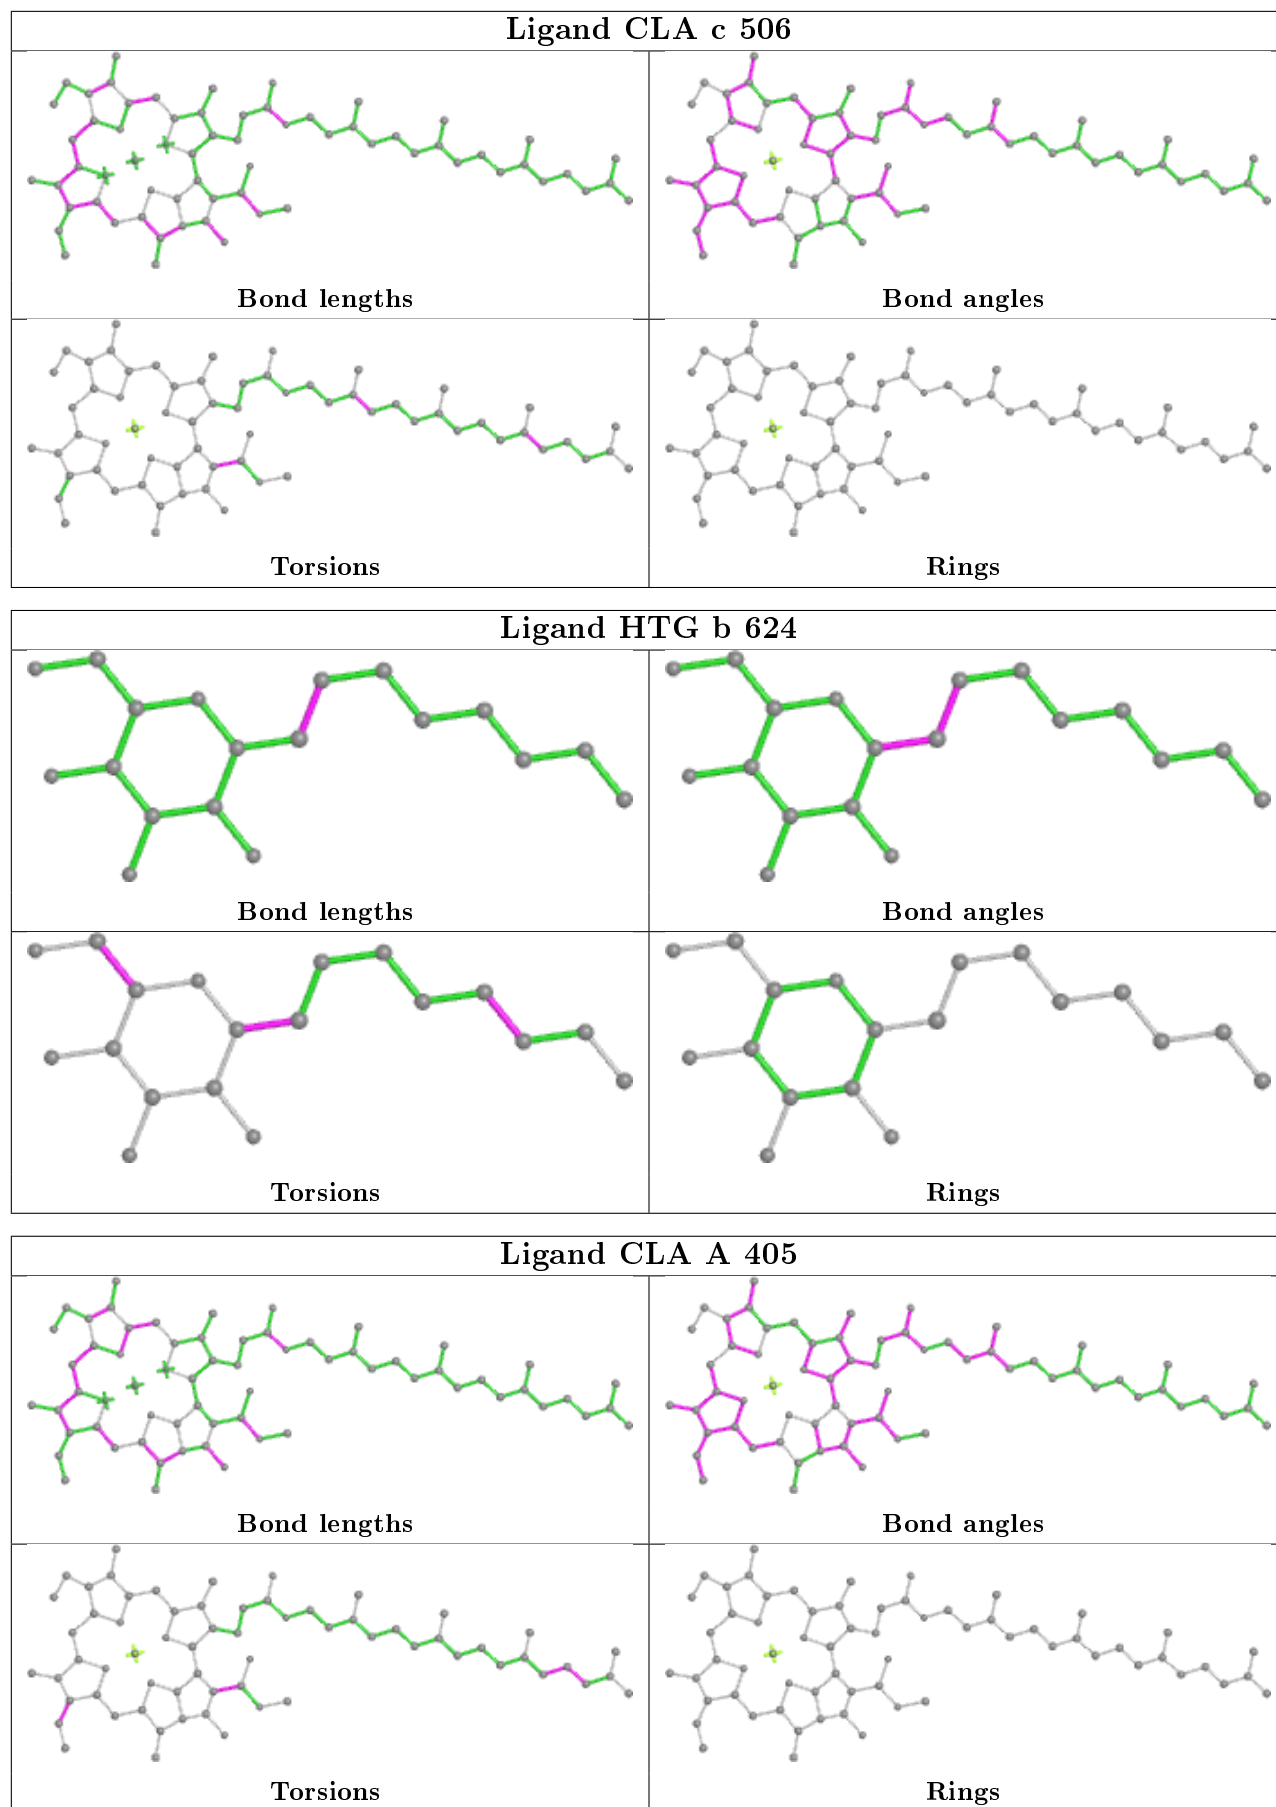 Ligand CLA c 506
Bond lengths
Bond angles
Torsions
Rings
Ligand HTG b 624
Bond lengths
Bond angles
Torsions
Rings
Ligand CLA A 405
Bond lengths
Bond angles
Torsions
Rings